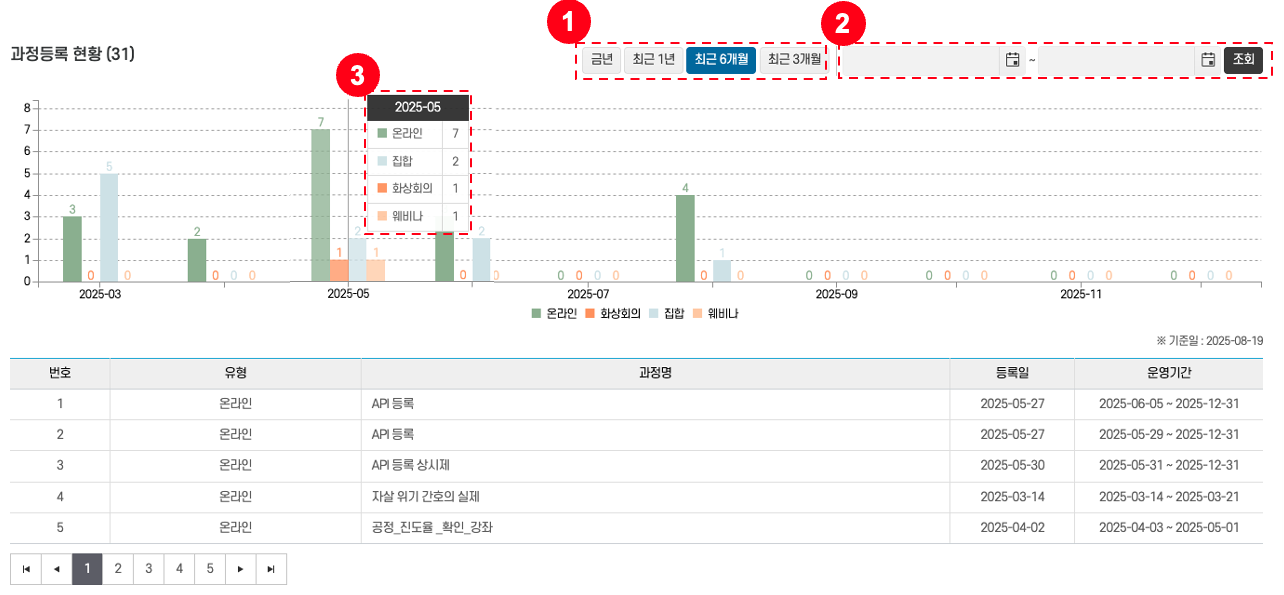 1
2
과정등록 현황 (31)
금년 최근 1년 최근 6개월 최근 3개월 ~ 조회
3
2025-05
온라인 7
집합 2
화상회의 1
웨비나 1
8
7
6
5
4
3
2
1
0
3 0 5 0
2 0 0 0
7 1 2 1
0 2 0
0 0 0 0
4 0 1 0
0 0 0 0
0 0 0 0
0 0 0 0
0 0 0 0
2025-03 2025-05 2025-07 2025-09 2025-11
온라인 화상회의 집합 웨비나
※ 기준일 : 2025-08-19
번호 유형 과정명 등록일 운영기간
1 온라인 API 등록 2025-05-27 2025-06-05 ~ 2025-12-31
2 온라인 API 등록 2025-05-27 2025-05-29 ~ 2025-12-31
3 온라인 API 등록 상시제 2025-05-30 2025-05-31 ~ 2025-12-31
4 온라인 자살 위기 간호의 실제 2025-03-14 2025-03-14 ~ 2025-03-21
5 온라인 공정_진도율 _확인_강좌 2025-04-02 2025-04-03 ~ 2025-05-01
1 2 3 4 5